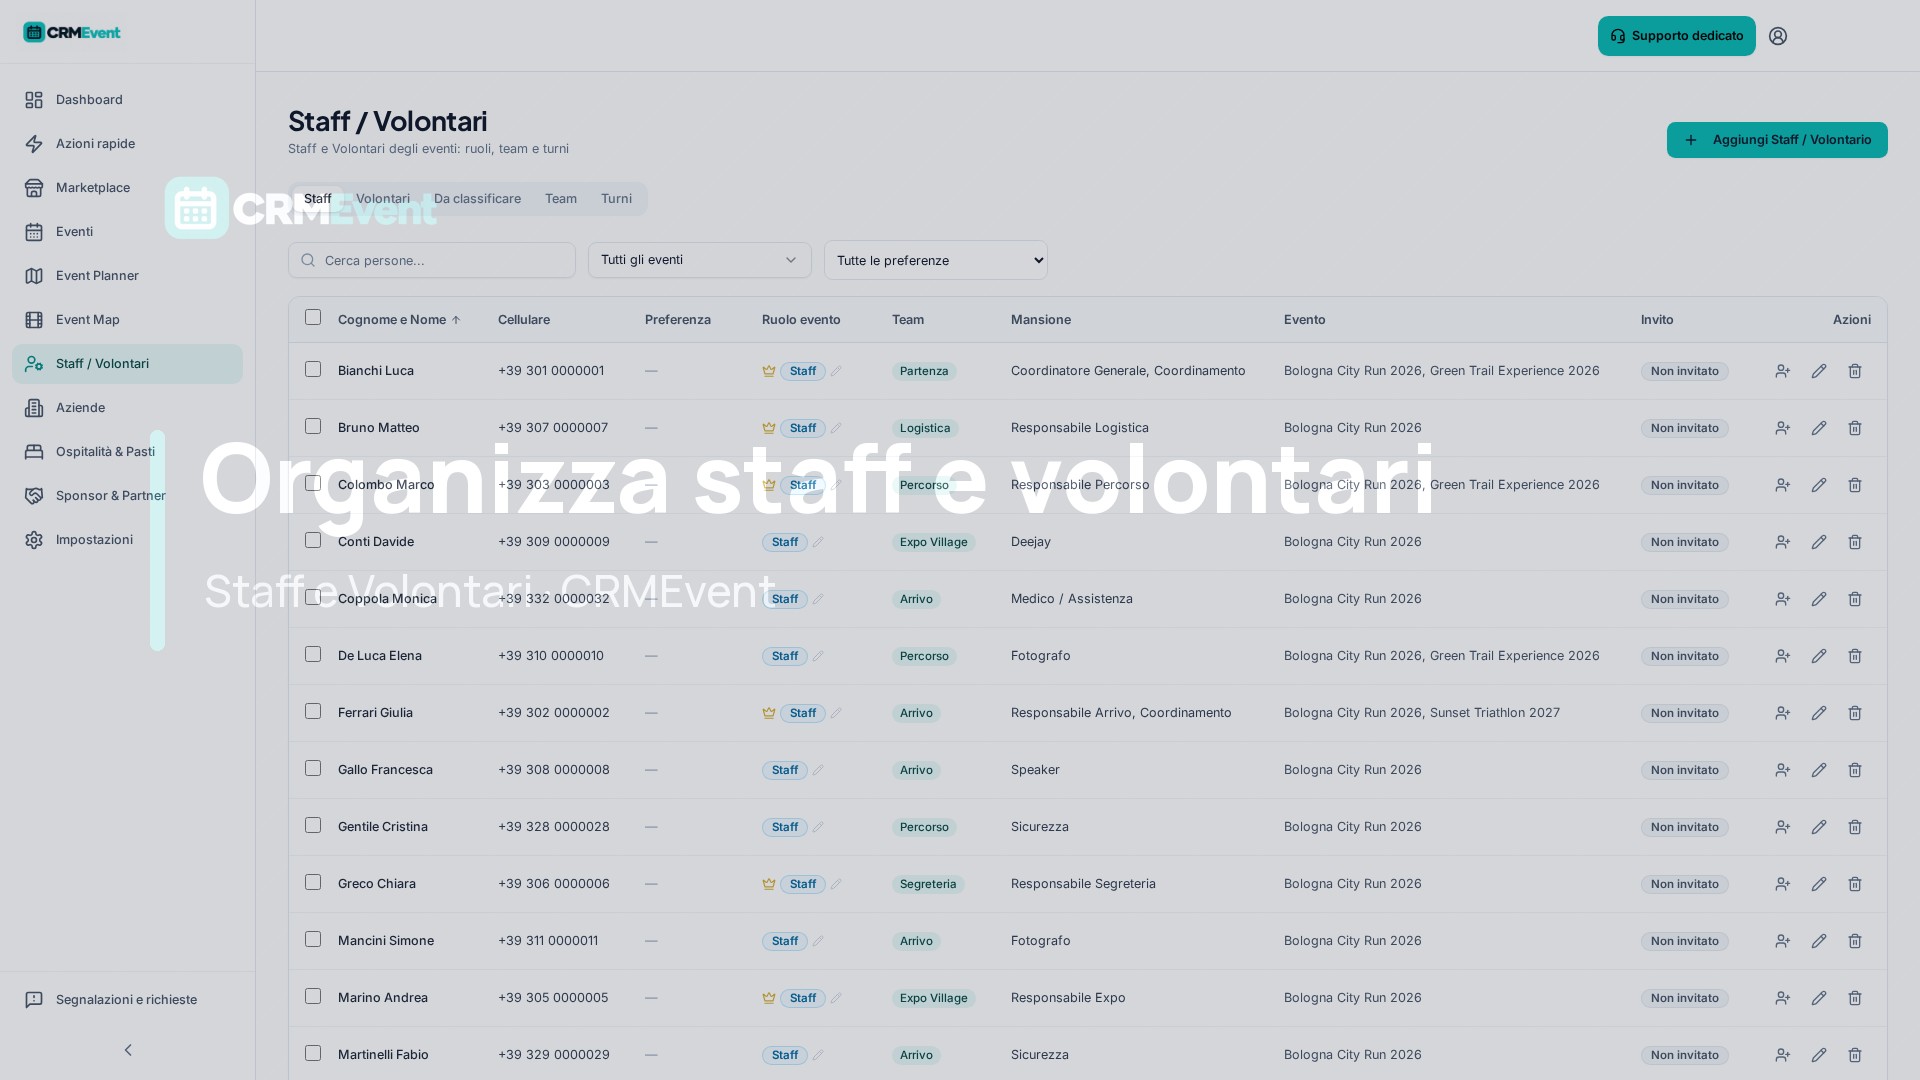 CRMEvent
Supporto dedicato
Dashboard
Azioni rapide
Marketplace
Eventi
Event Planner
Event Map
Staff / Volontari
Aziende
Ospitalità & Pasti
Sponsor & Partner
Impostazioni
Segnalazioni e richieste
Staff / Volontari
Staff e Volontari degli eventi: ruoli, team e turni
Aggiungi Staff / Volontario
Staff Volontari Da classificare Team Turni
CRMEvent
Cerca persone... Tutti gli eventi Tutte le preferenze
Cognome e Nome Cellulare Preferenza Ruolo evento Team Mansione Evento Invito Azioni
Bianchi Luca +39 301 0000001 — Staff Partenza Coordinatore Generale, Coordinamento Bologna City Run 2026, Green Trail Experience 2026 Non invitato
Bruno Matteo +39 307 0000007 — Staff Logistica Responsabile Logistica Bologna City Run 2026 Non invitato
Organizza staff e volontari
Colombo Marco +39 303 0000003 — Staff Percorso Responsabile Percorso Bologna City Run 2026, Green Trail Experience 2026 Non invitato
Conti Davide +39 309 0000009 — Staff Expo Village Deejay Bologna City Run 2026 Non invitato
Staff e Volontari · CRMEvent
Coppola Monica +39 332 0000032 — Staff Arrivo Medico / Assistenza Bologna City Run 2026 Non invitato
De Luca Elena +39 310 0000010 — Staff Percorso Fotografo Bologna City Run 2026, Green Trail Experience 2026 Non invitato
Ferrari Giulia +39 302 0000002 — Staff Arrivo Responsabile Arrivo, Coordinamento Bologna City Run 2026, Sunset Triathlon 2027 Non invitato
Gallo Francesca +39 308 0000008 — Staff Arrivo Speaker Bologna City Run 2026 Non invitato
Gentile Cristina +39 328 0000028 — Staff Percorso Sicurezza Bologna City Run 2026 Non invitato
Greco Chiara +39 306 0000006 — Staff Segreteria Responsabile Segreteria Bologna City Run 2026 Non invitato
Mancini Simone +39 311 0000011 — Staff Arrivo Fotografo Bologna City Run 2026 Non invitato
Marino Andrea +39 305 0000005 — Staff Expo Village Responsabile Expo Bologna City Run 2026 Non invitato
Martinelli Fabio +39 329 0000029 — Staff Arrivo Sicurezza Bologna City Run 2026 Non invitato